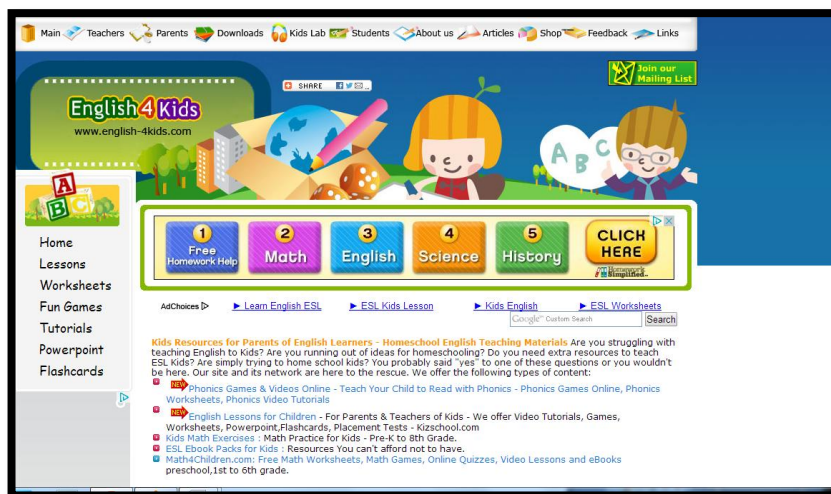 Main Teachers Parents Downloads Kids Lab Students About us Articles Shop Feedback Links
SHARE
Join our
Mailing List
English 4 Kids
www.english-4kids.com
A B C
A
B C
1 2 3 4 5
Free
Homework Help
Math English Science History
CLICK
HERE
Homework
Simplified
Home
Lessons
Worksheets
Fun Games
Tutorials
Powerpoint
Flashcards
AdChoices Learn English ESL ESL Kids Lesson Kids English ESL Worksheets
Google™ Custom Search Search
Kids Resources for Parents of English Learners - Homeschool English Teaching Materials Are you struggling with
teaching English to Kids? Are you running out of ideas for homeschooling? Do you need extra resources to teach
ESL Kids? Are simply trying to home school kids? You probably said "yes" to one of these questions or you wouldn't
be here. Our site and its network are here to the rescue. We offer the following types of content:
NEW Phonics Games & Videos Online - Teach Your Child to Read with Phonics - Phonics Games Online, Phonics
Worksheets, Phonics Video Tutorials
NEW English Lessons for Children - For Parents & Teachers of Kids - We offer Video Tutorials, Games,
Worksheets, Powerpoint,Flashcards, Placement Tests - Kizschool.com
Kids Math Exercises : Math Practice for Kids - Pre-K to 8th Grade.
ESL Ebook Packs for Kids : Resources You can't afford not to have.
Math4Children.com: Free Math Worksheets, Math Games, Online Quizzes, Video Lessons and eBooks
preschool,1st to 6th grade.